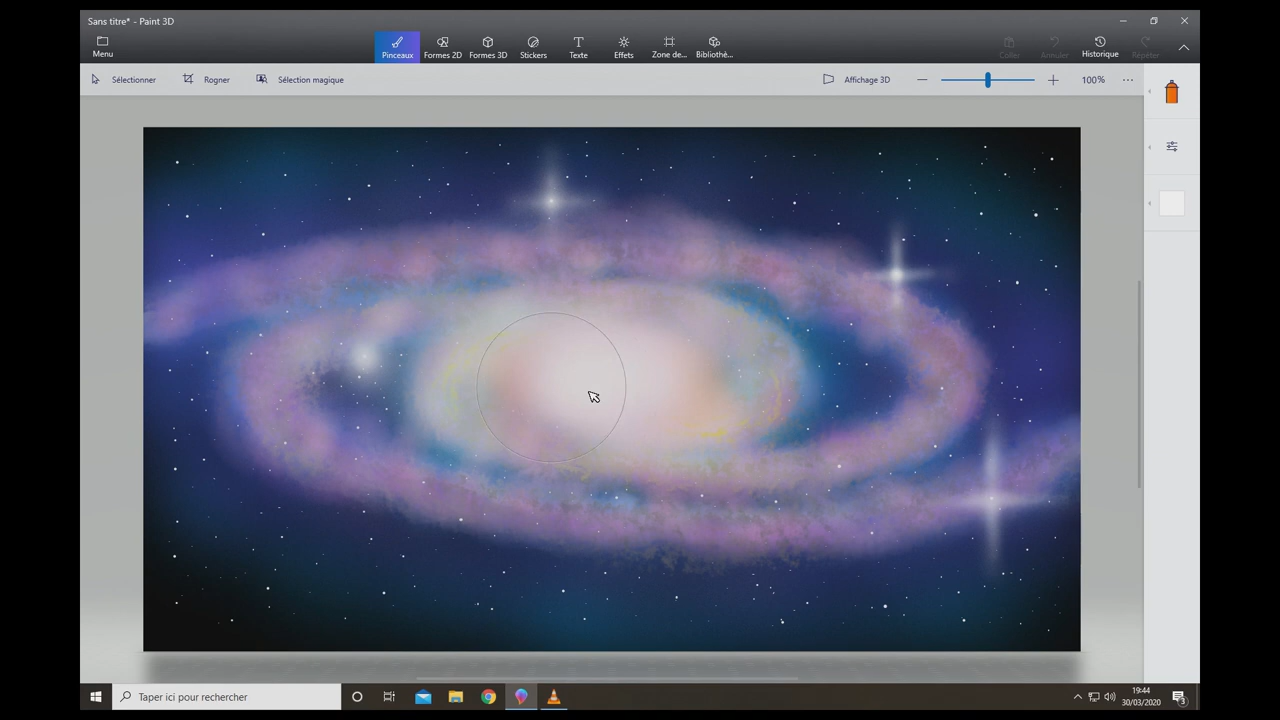 Sans titre* - Paint 3D
Menu
Pinceaux
Formes 2D
Formes 3D
Stickers
Texte
Effets
Zone de...
Bibliothè...
Coller
Annuler
Historique
Répéter
Sélectionner
Rogner
Sélection magique
Affichage 3D
100%
Taper ici pour rechercher
19:44
30/03/2020
3